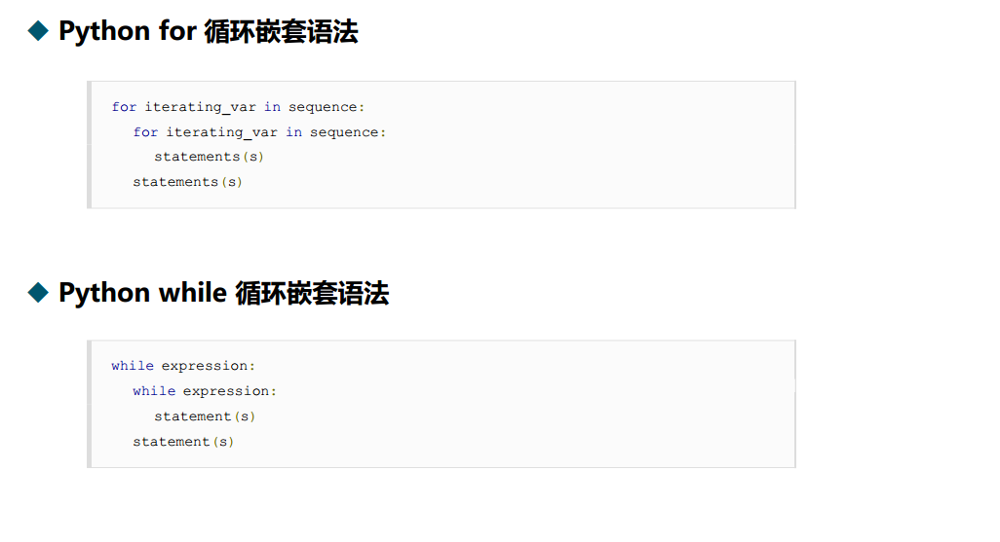 Python for 循环嵌套语法
for iterating_var in sequence:
for iterating_var in sequence:
statements(s)
statements(s)
Python while 循环嵌套语法
while expression:
while expression:
statement(s)
statement(s)